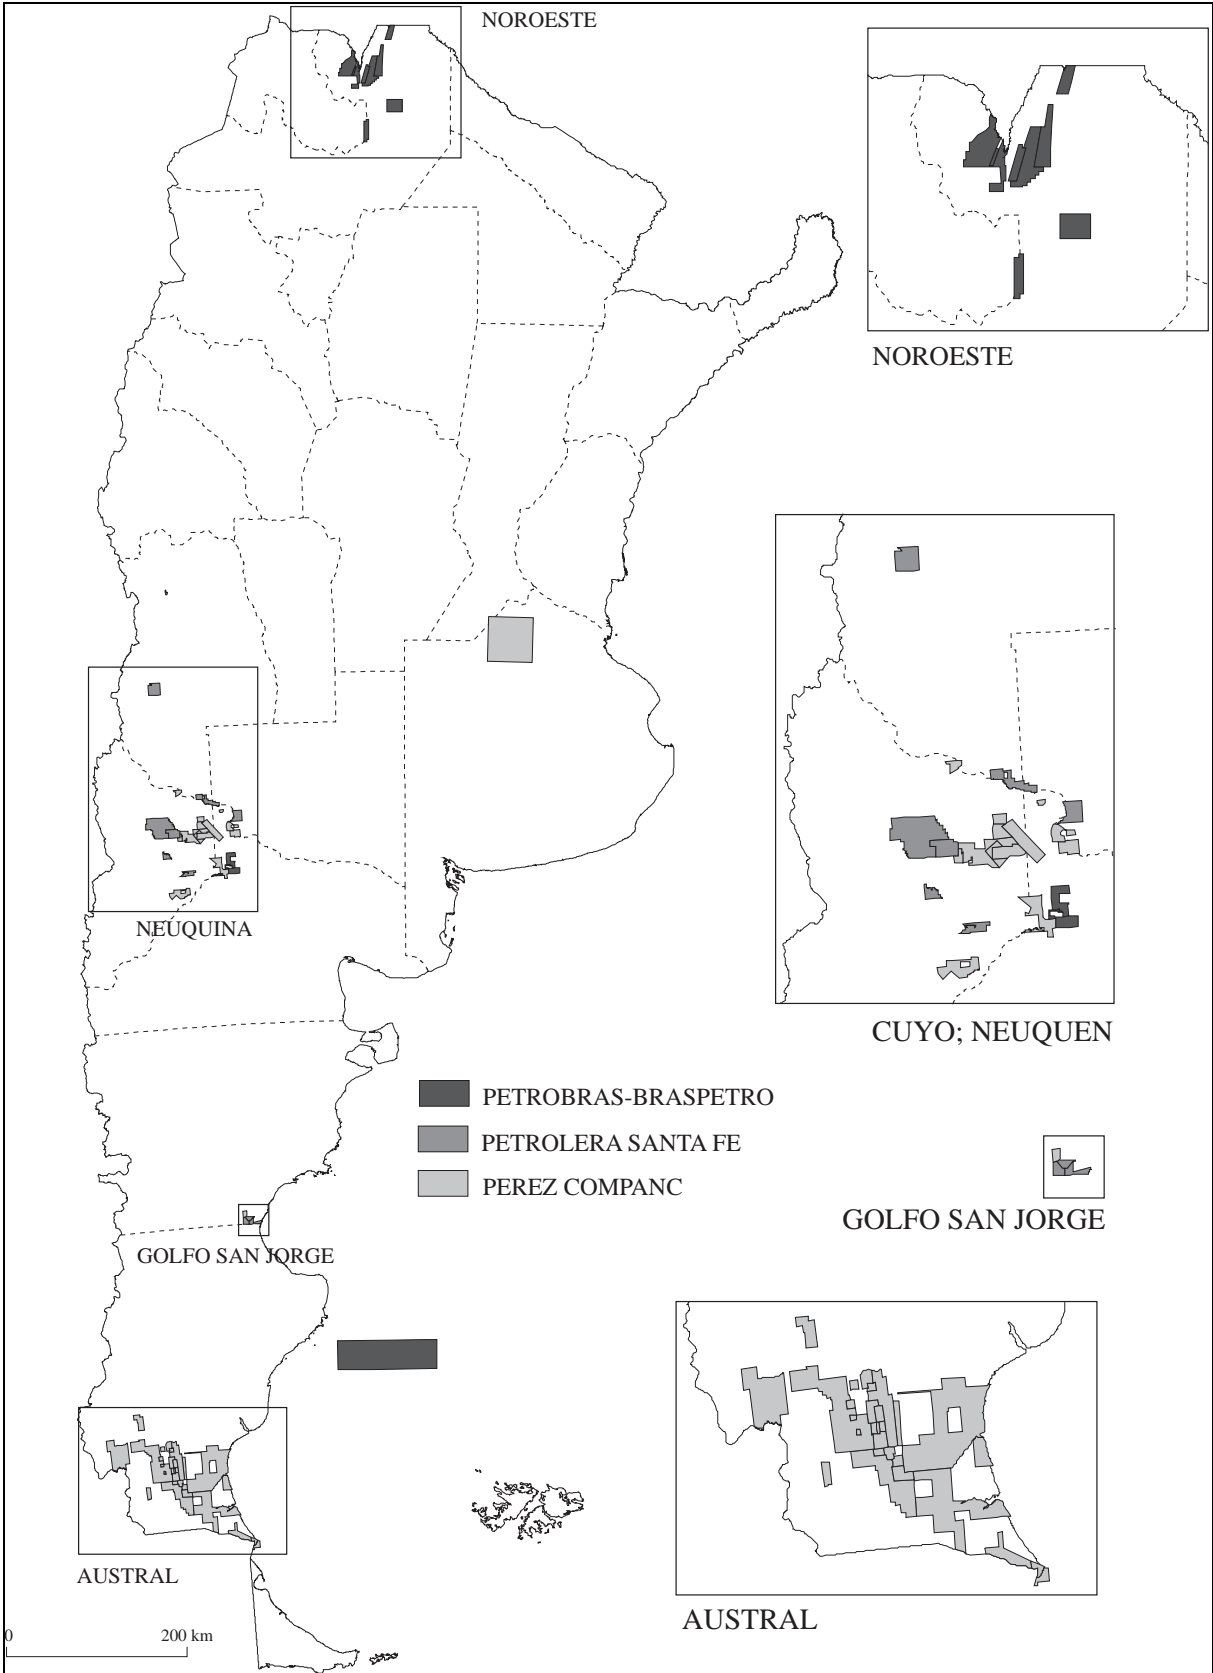 NOROESTE
NOROESTE
NEUQUINA
CUYO; NEUQUEN
PETROBRAS-BRASPETRO
PETROLERA SANTA FE
PEREZ COMPANC
GOLFO SAN JORGE
GOLFO SAN JORGE
AUSTRAL
AUSTRAL
0 200 km